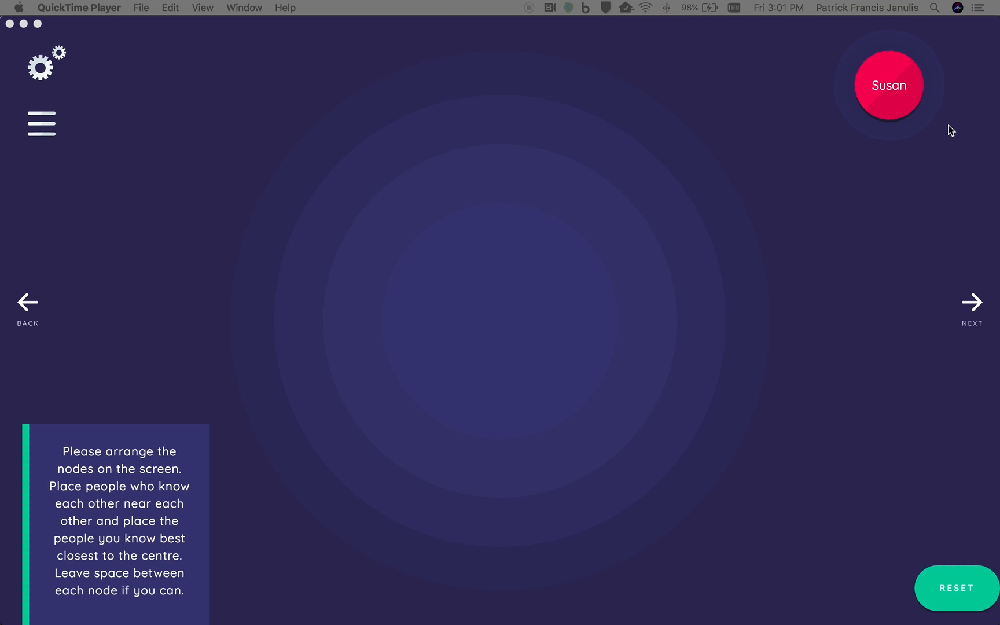 QuickTime Player File Edit View Window Help 98% Fri 3:01 PM Patrick Francis Janulis
Susan
BACK
NEXT
Please arrange the
nodes on the screen.
Place people who know
each other near each
other and place the
people you know best
closest to the centre.
Leave space between
each node if you can.
RESET